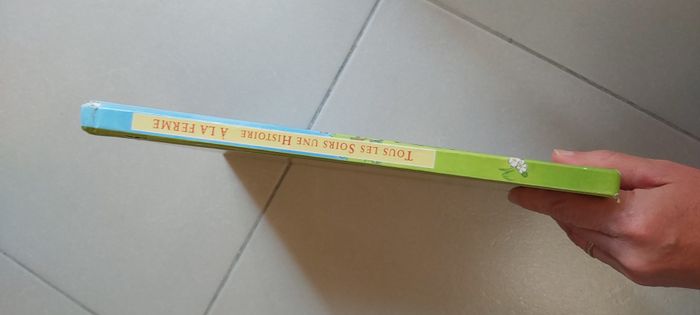 Tous les Soirs une Histoire à la ferme